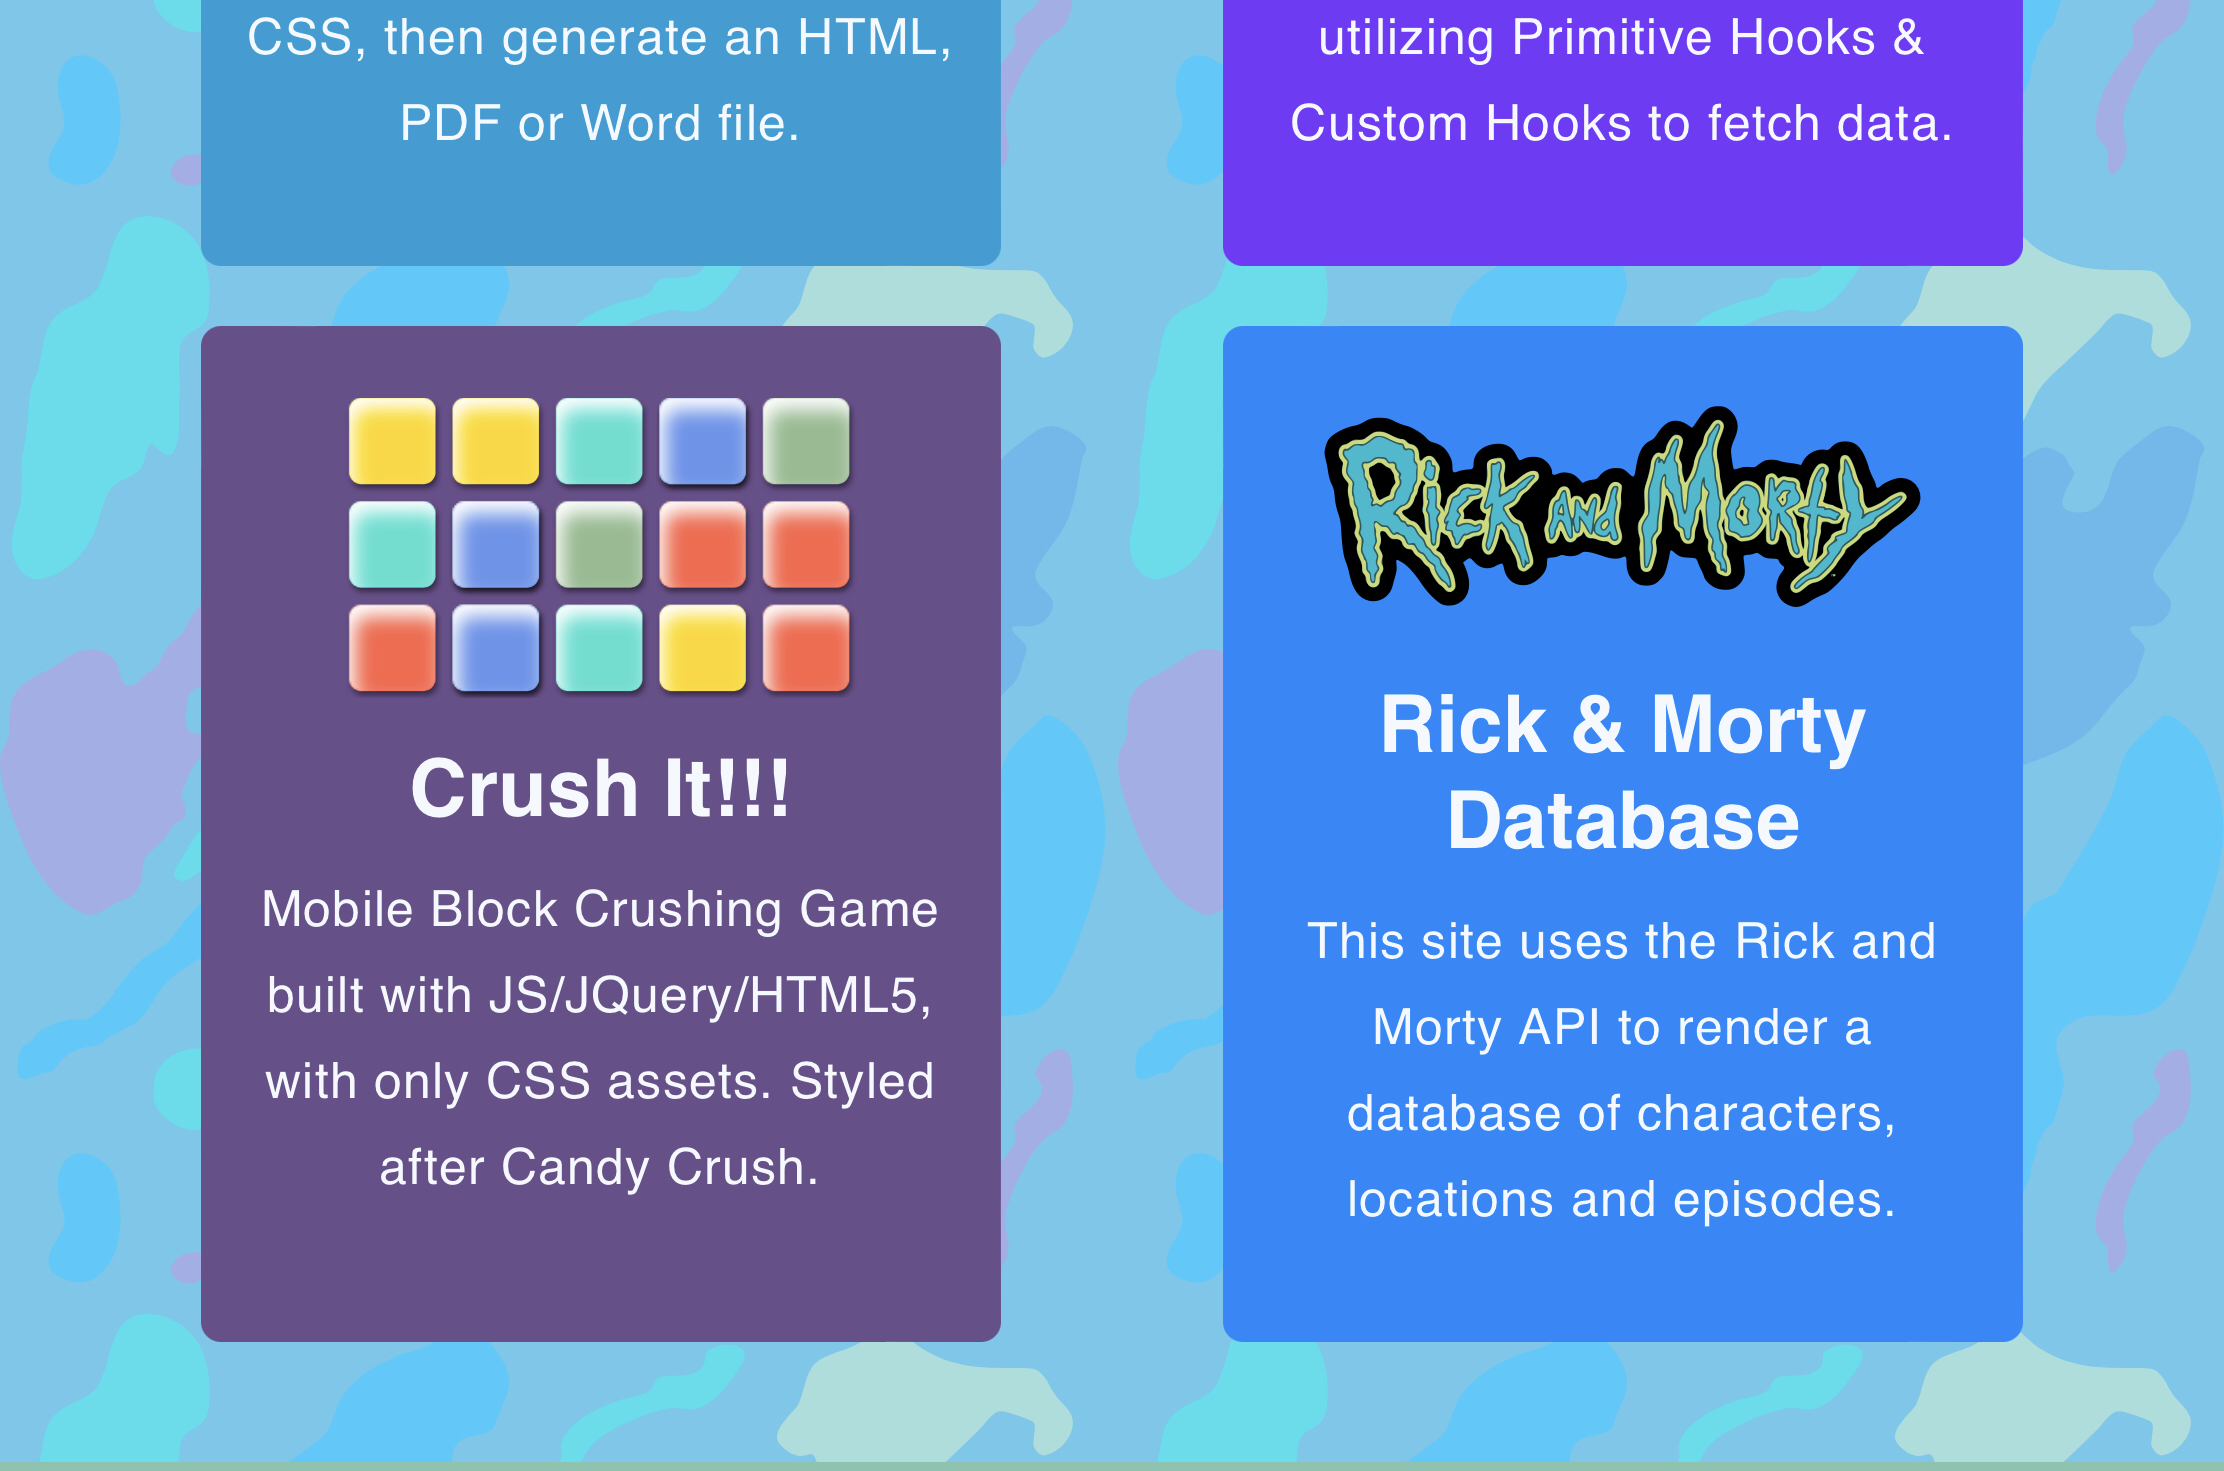 CSS, then generate an HTML,
PDF or Word file.
utilizing Primitive Hooks &
Custom Hooks to fetch data.
Crush It!!!
Mobile Block Crushing Game
built with JS/JQuery/HTML5,
with only CSS assets. Styled
after Candy Crush.
Rick and Morty
Rick & Morty
Database
This site uses the Rick and
Morty API to render a
database of characters,
locations and episodes.